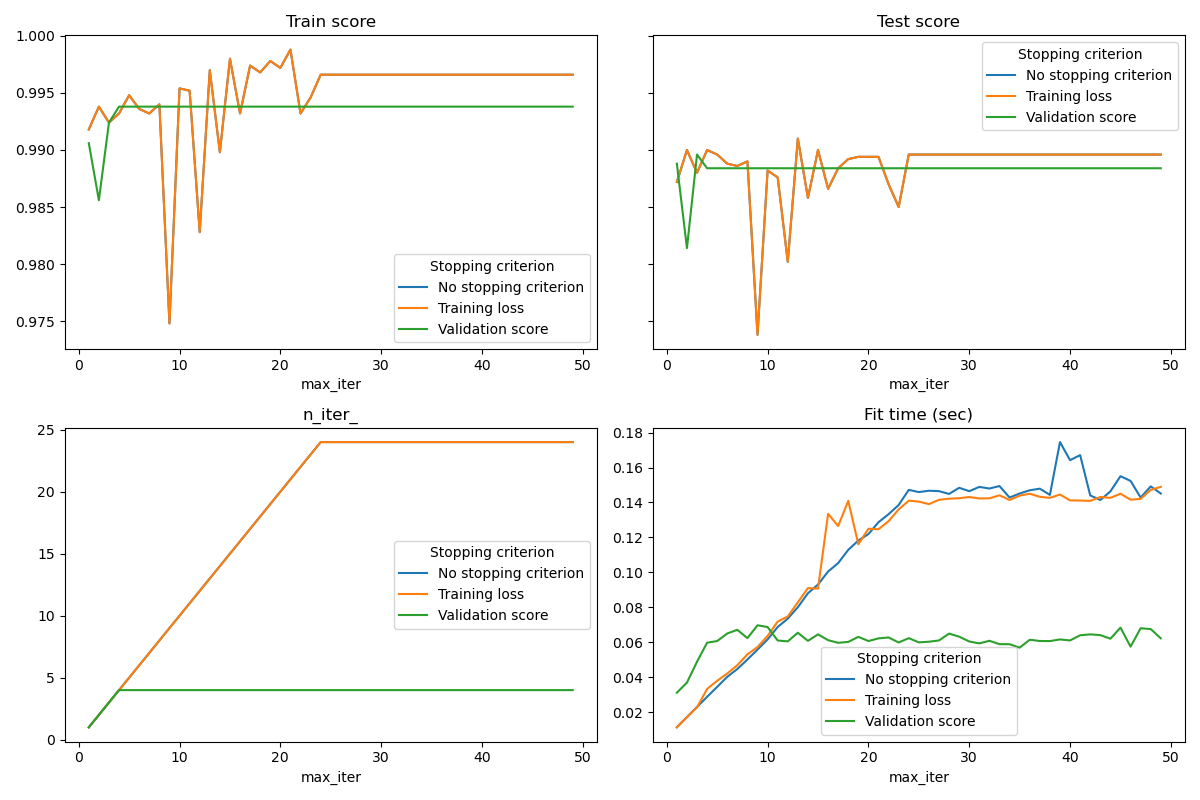 Train score
1.000
0.995
0.990
0.985
0.980
0.975
Stopping criterion
No stopping criterion
Training loss
Validation score
0
10
20
30
40
50
max_iter
Test score
Stopping criterion
No stopping criterion
Training loss
Validation score
0
10
20
30
40
50
max_iter
n_iter_
25
20
15
10
5
0
Stopping criterion
No stopping criterion
Training loss
Validation score
0
10
20
30
40
50
max_iter
Fit time (sec)
0.18
0.16
0.14
0.12
0.10
0.08
0.06
0.04
0.02
Stopping criterion
No stopping criterion
Training loss
Validation score
0
10
20
30
40
50
max_iter